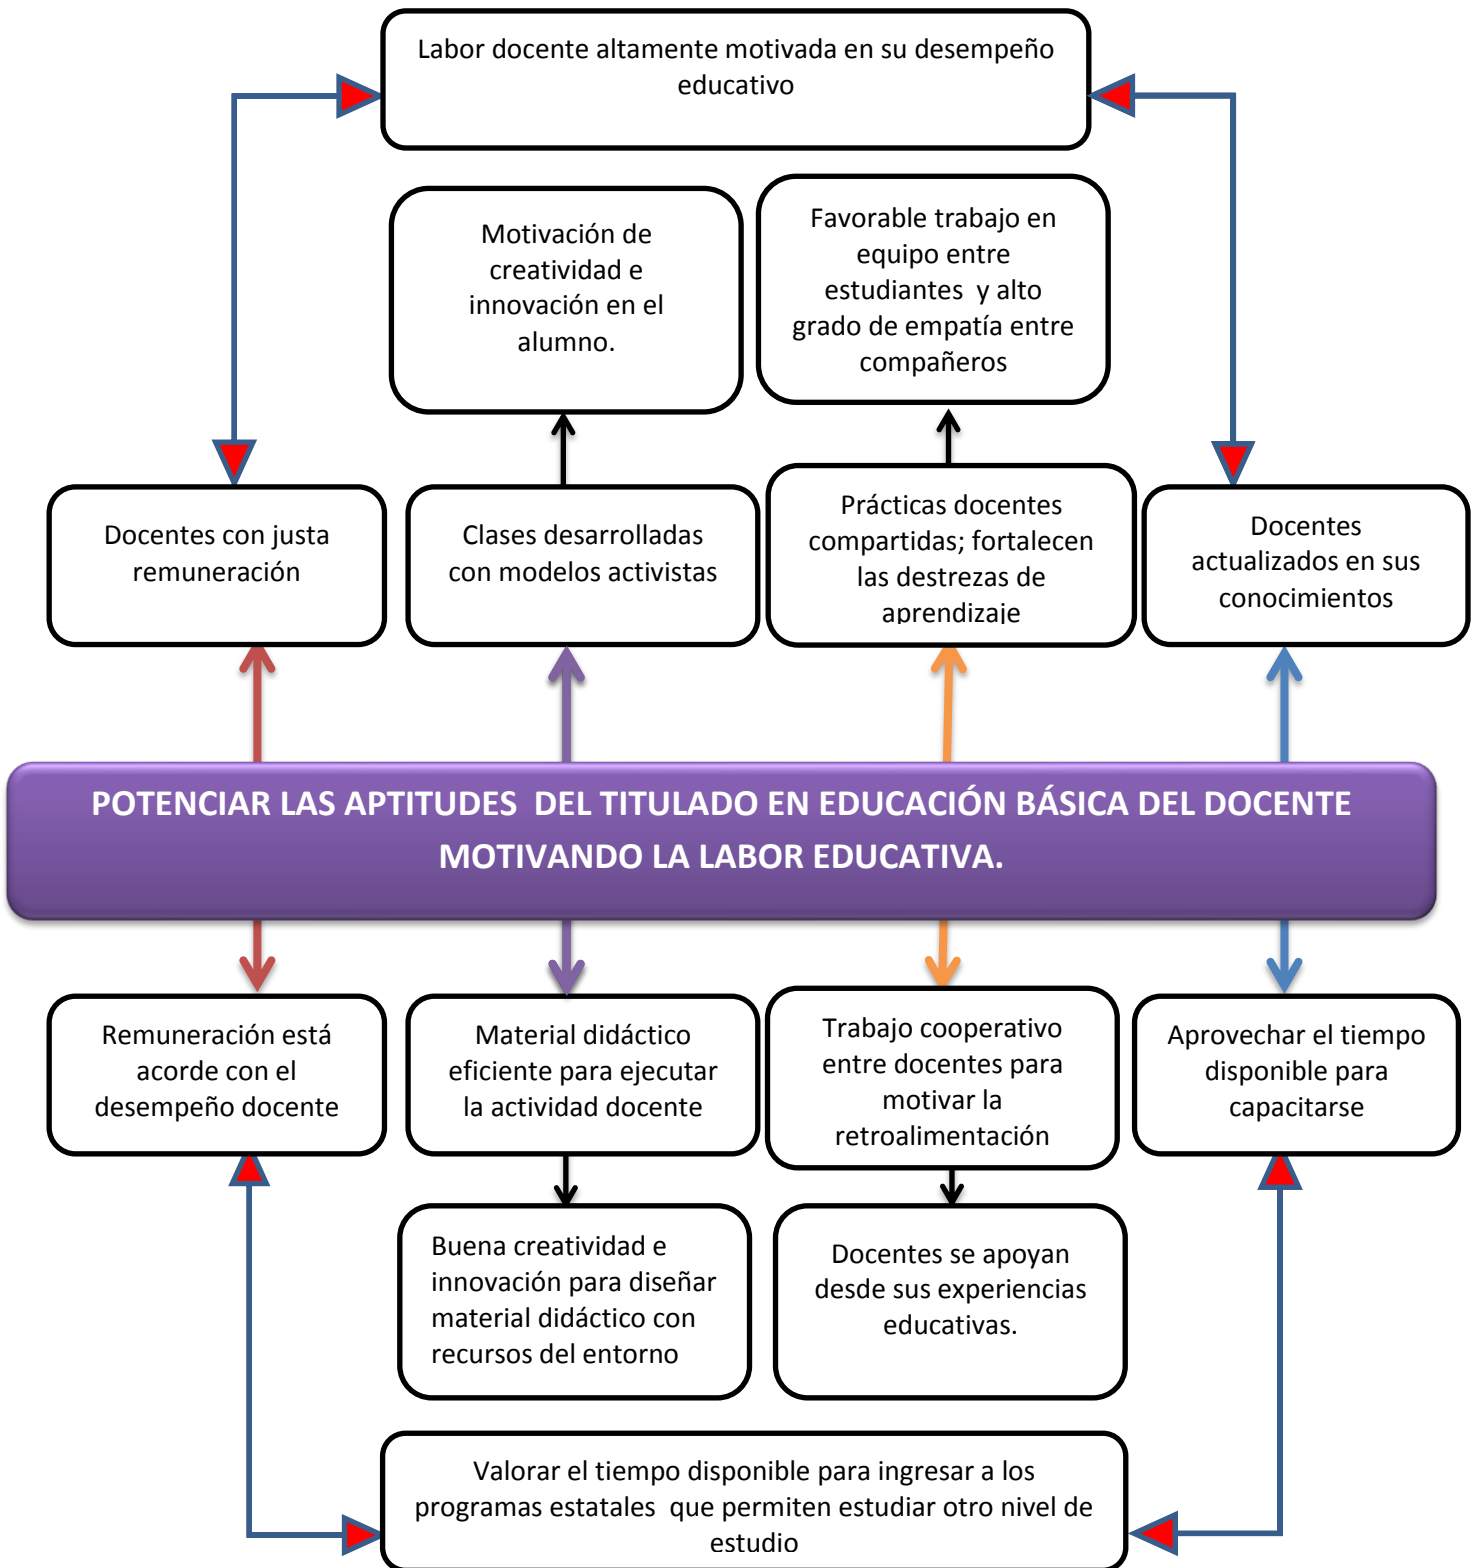 Labor docente altamente motivada en su desempeño
educativo
Motivación de
creatividad e
innovación en el
alumno.
Favorable trabajo en
equipo entre
estudiantes  y alto
grado de empatía entre
compañeros
Docentes con justa
remuneración
Clases desarrolladas
con modelos activistas
Prácticas docentes
compartidas; fortalecen
las destrezas de
aprendizaje
Docentes
actualizados en sus
conocimientos
POTENCIAR LAS APTITUDES  DEL TITULADO EN EDUCACIÓN BÁSICA DEL DOCENTE
MOTIVANDO LA LABOR EDUCATIVA.
Remuneración está
acorde con el
desempeño docente
Material didáctico
eficiente para ejecutar
la actividad docente
Trabajo cooperativo
entre docentes para
motivar la
retroalimentación
Aprovechar el tiempo
disponible para
capacitarse
Buena creatividad e
innovación para diseñar
material didáctico con
recursos del entorno
Docentes se apoyan
desde sus experiencias
educativas.
Valorar el tiempo disponible para ingresar a los
programas estatales  que permiten estudiar otro nivel de
estudio